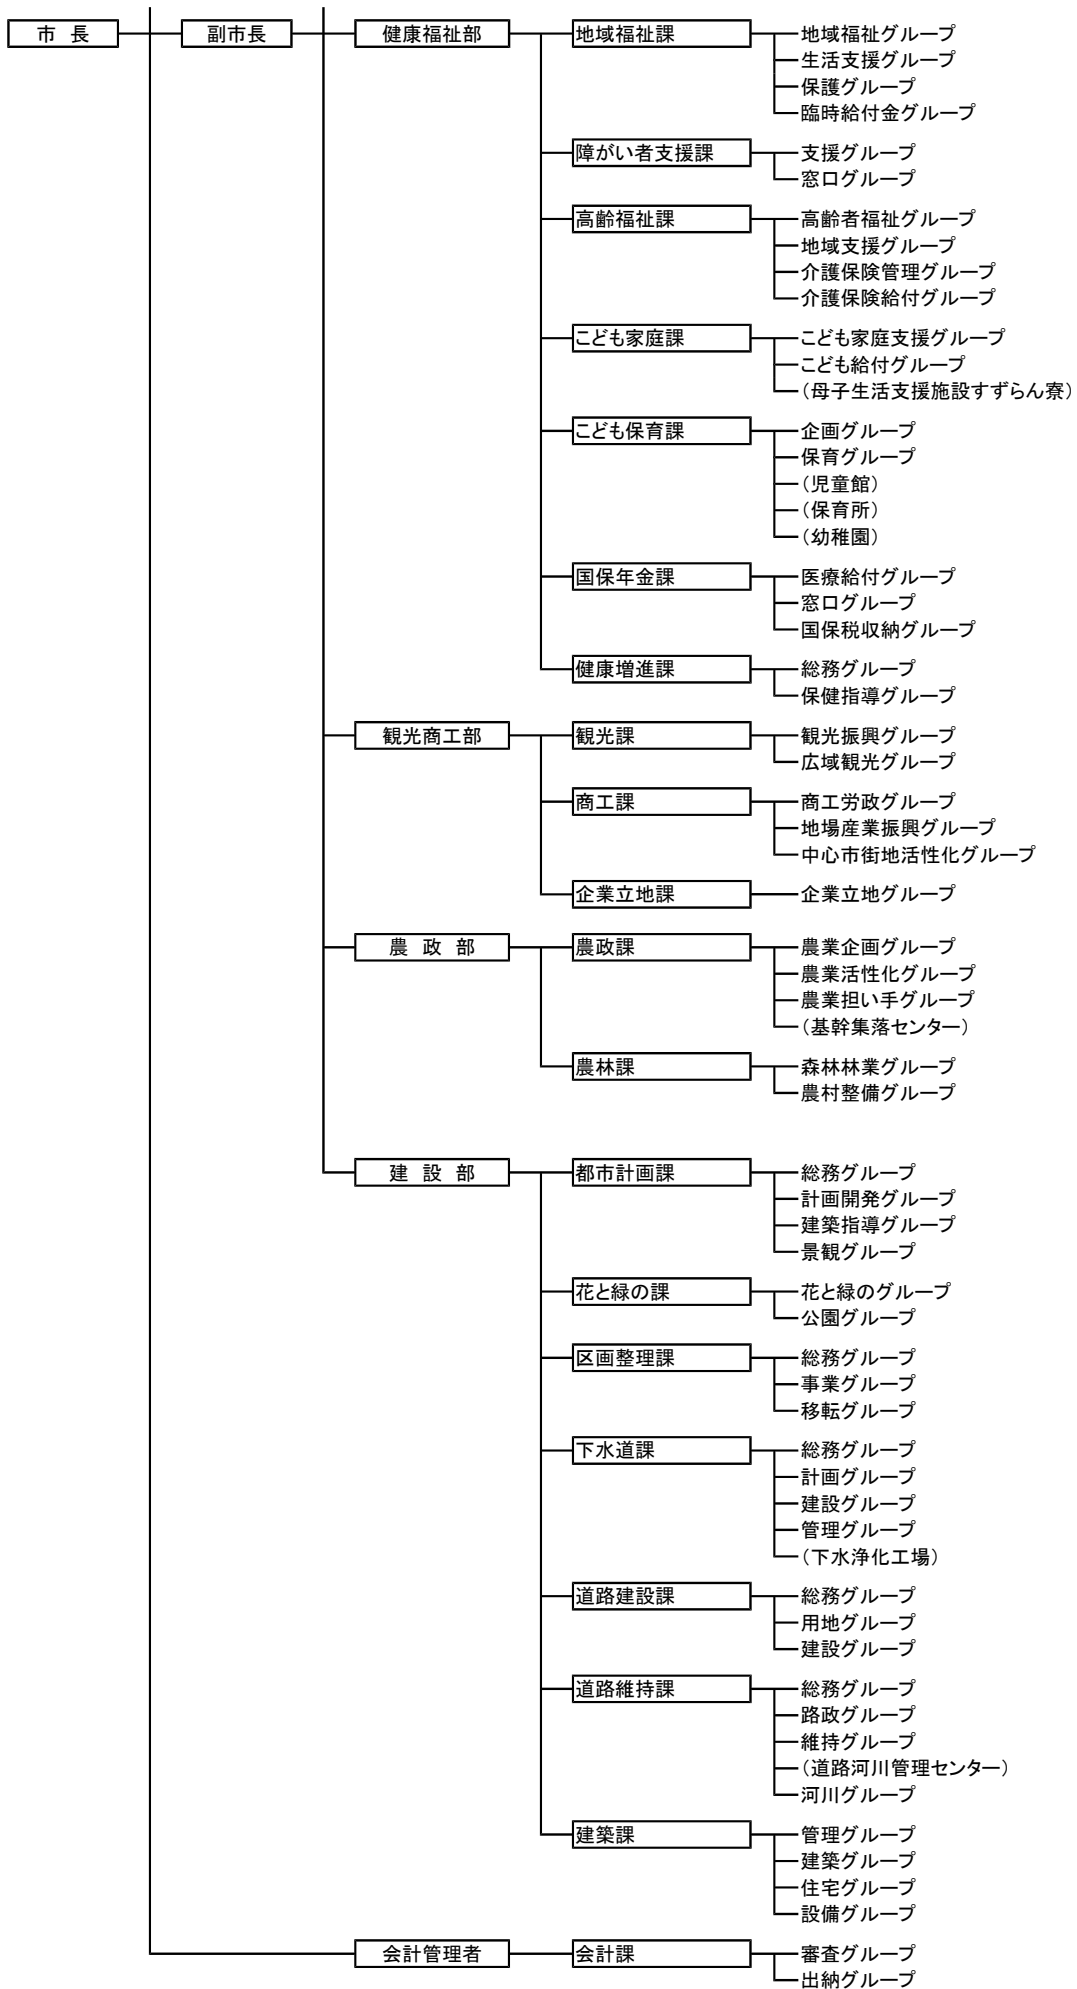 市 長 副市長 健康福祉部 地域福祉課 地域福祉グループ
生活支援グループ
保護グループ
臨時給付金グループ
障がい者支援課 支援グループ
窓口グループ
高齢福祉課 高齢者福祉グループ
地域支援グループ
介護保険管理グループ
介護保険給付グループ
こども家庭課 こども家庭支援グループ
こども給付グループ
（母子生活支援施設すずらん寮）
こども保育課 企画グループ
保育グループ
（児童館）
（保育所）
（幼稚園）
国保年金課 医療給付グループ
窓口グループ
国保税収納グループ
健康増進課 総務グループ
保健指導グループ
観光商工部 観光課 観光振興グループ
広域観光グループ
商工課 商工労政グループ
地場産業振興グループ
中心市街地活性化グループ
企業立地課 企業立地グループ
農 政 部 農政課 農業企画グループ
農業活性化グループ
農業担い手グループ
（基幹集落センター）
農林課 森林林業グループ
農村整備グループ
建 設 部 都市計画課 総務グループ
計画開発グループ
建築指導グループ
景観グループ
花と緑の課 花と緑のグループ
公園グループ
区画整理課 総務グループ
事業グループ
移転グループ
下水道課 総務グループ
計画グループ
建設グループ
管理グループ
（下水浄化工場）
道路建設課 総務グループ
用地グループ
建設グループ
道路維持課 総務グループ
路政グループ
維持グループ
（道路河川管理センター）
河川グループ
建築課 管理グループ
建築グループ
住宅グループ
設備グループ
会計管理者 会計課 審査グループ
出納グループ